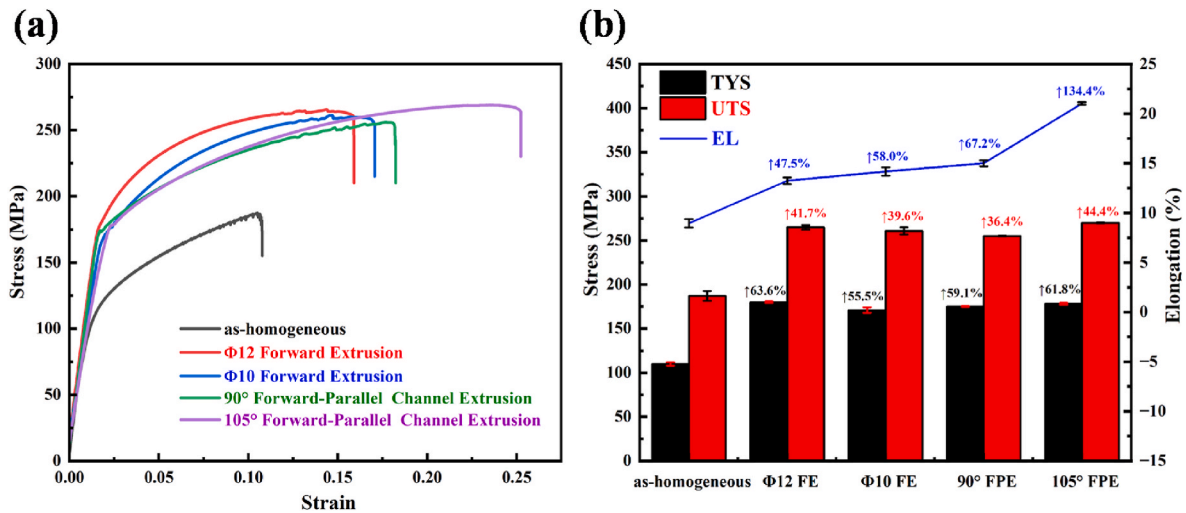 (a)
Stress (MPa)
300
250
200
150
100
50
0
0.00 0.05 0.10 0.15 0.20 0.25
Strain
as-homogeneous
Φ12 Forward Extrusion
Φ10 Forward Extrusion
90° Forward-Parallel Channel Extrusion
105° Forward-Parallel Channel Extrusion
(b)
Stress (MPa)
450
400
350
300
250
200
150
100
50
0
TYS
UTS
EL
↑47.5%
↑58.0%
↑67.2%
↑134.4%
↑41.7%
↑39.6%
↑36.4%
↑44.4%
↑63.6%
↑55.5%
↑59.1%
↑61.8%
as-homogeneous Φ12 FE Φ10 FE 90° FPE 105° FPE
25
20
15
10
5
0
−5
−10
−15
Elongation (%)